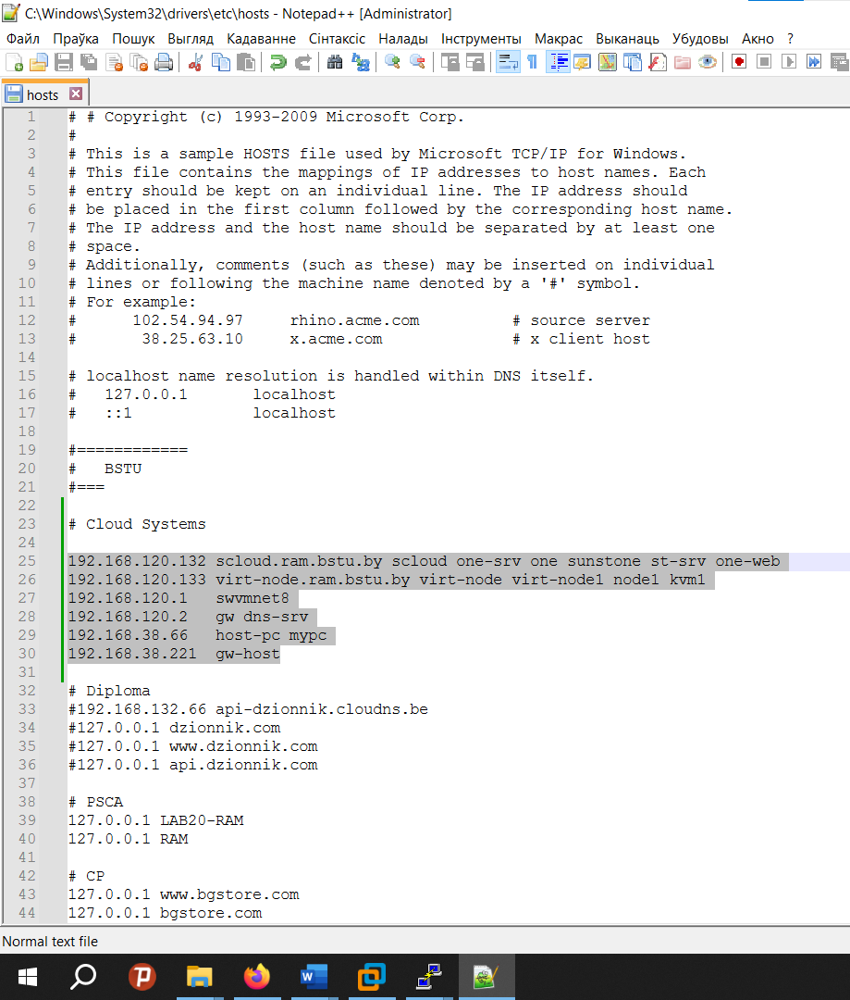 C:\Windows\System32\drivers\etc\hosts - Notepad++ [Administrator]
Файл Праўка Пошук Выгляд Кадаванне Сінтаксіс Налады Інструменты Макрас Выканаць Убудовы Акно ?
hosts
1 # # Copyright (c) 1993-2009 Microsoft Corp.
2 #
3 # This is a sample HOSTS file used by Microsoft TCP/IP for Windows.
4 # This file contains the mappings of IP addresses to host names. Each
5 # entry should be kept on an individual line. The IP address should
6 # be placed in the first column followed by the corresponding host name.
7 # The IP address and the host name should be separated by at least one
8 # space.
9 # Additionally, comments (such as these) may be inserted on individual
10 # lines or following the machine name denoted by a '#' symbol.
11 # For example:
12 #      102.54.94.97     rhino.acme.com          # source server
13 #       38.25.63.10     x.acme.com              # x client host
14
15 # localhost name resolution is handled within DNS itself.
16 #   127.0.0.1       localhost
17 #   ::1             localhost
18
19 #============
20 #   BSTU
21 #===
22
23 # Cloud Systems
24
25 192.168.120.132 scloud.ram.bstu.by scloud one-srv one sunstone st-srv one-web
26 192.168.120.133 virt-node.ram.bstu.by virt-node virt-node1 node1 kvm1
27 192.168.120.1   swvmnet8
28 192.168.120.2   gw dns-srv
29 192.168.38.66   host-pc mypc
30 192.168.38.221  gw-host
31
32 # Diploma
33 #192.168.132.66 api-dzionnik.cloudns.be
34 #127.0.0.1 dzionnik.com
35 #127.0.0.1 www.dzionnik.com
36 #127.0.0.1 api.dzionnik.com
37
38 # PSCA
39 127.0.0.1 LAB20-RAM
40 127.0.0.1 RAM
41
42 # CP
43 127.0.0.1 www.bgstore.com
44 127.0.0.1 bgstore.com
Normal text file